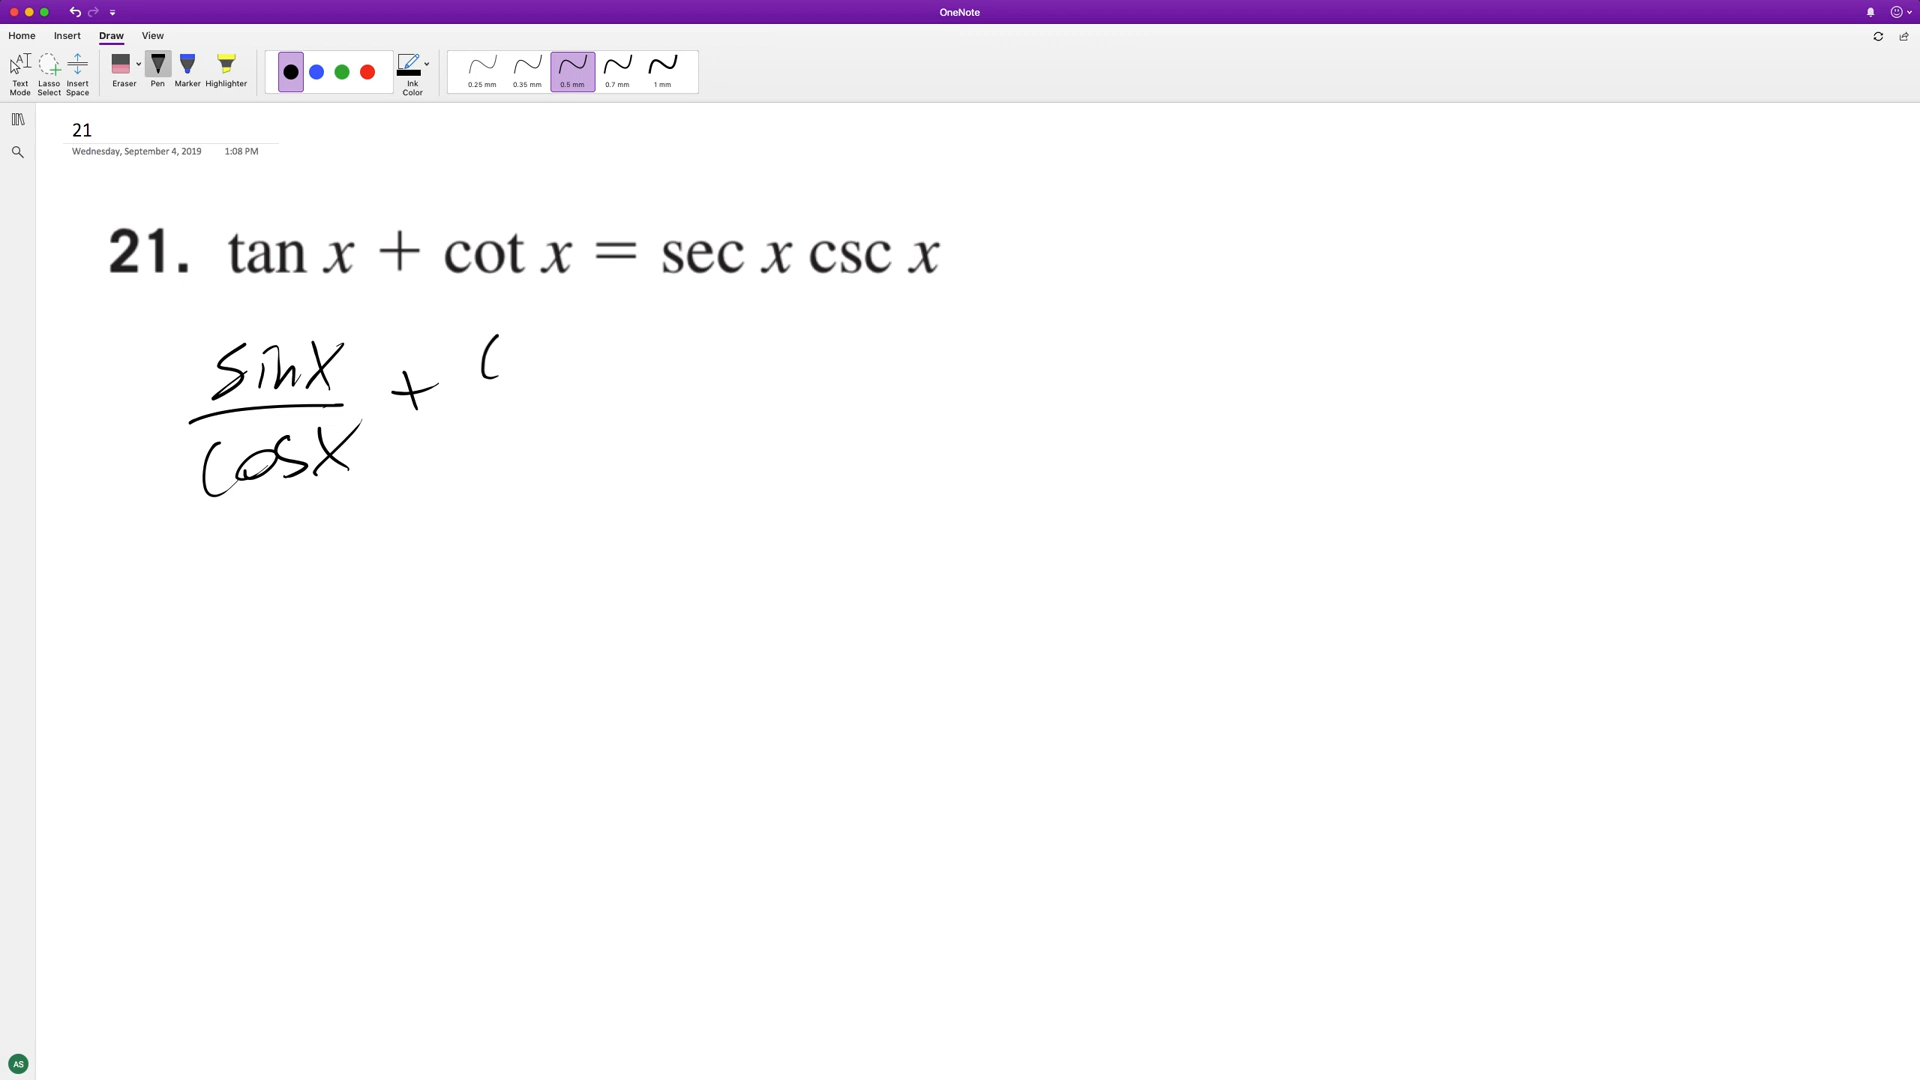 OneNote
Home Insert Draw View
Text Mode Lasso Select Insert Space Eraser Pen Marker Highlighter Ink Color 0.25 mm 0.35 mm 0.5 mm 0.7 mm 1 mm
21
Wednesday, September 4, 2019 1:08 PM
21. tan x + cot x = sec x csc x
sinx
+ (
cosx
AS